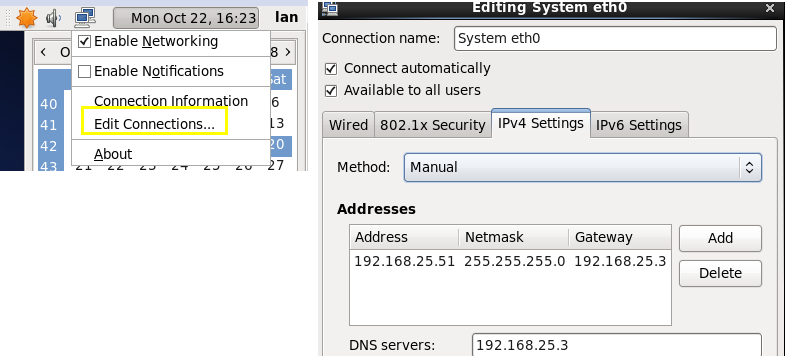 Mon Oct 22, 16:23 lan
Enable Networking
Enable Notifications
Connection Information
Edit Connections...
About
< O 8 >
Sat
40 6
41 13
42 20
43 21 22 23 24 25 26 27
Editing System eth0
Connection name: System eth0
Connect automatically
Available to all users
Wired 802.1x Security IPv4 Settings IPv6 Settings
Method: Manual
Addresses
Address Netmask Gateway
192.168.25.51 255.255.255.0 192.168.25.3
Add
Delete
DNS servers: 192.168.25.3